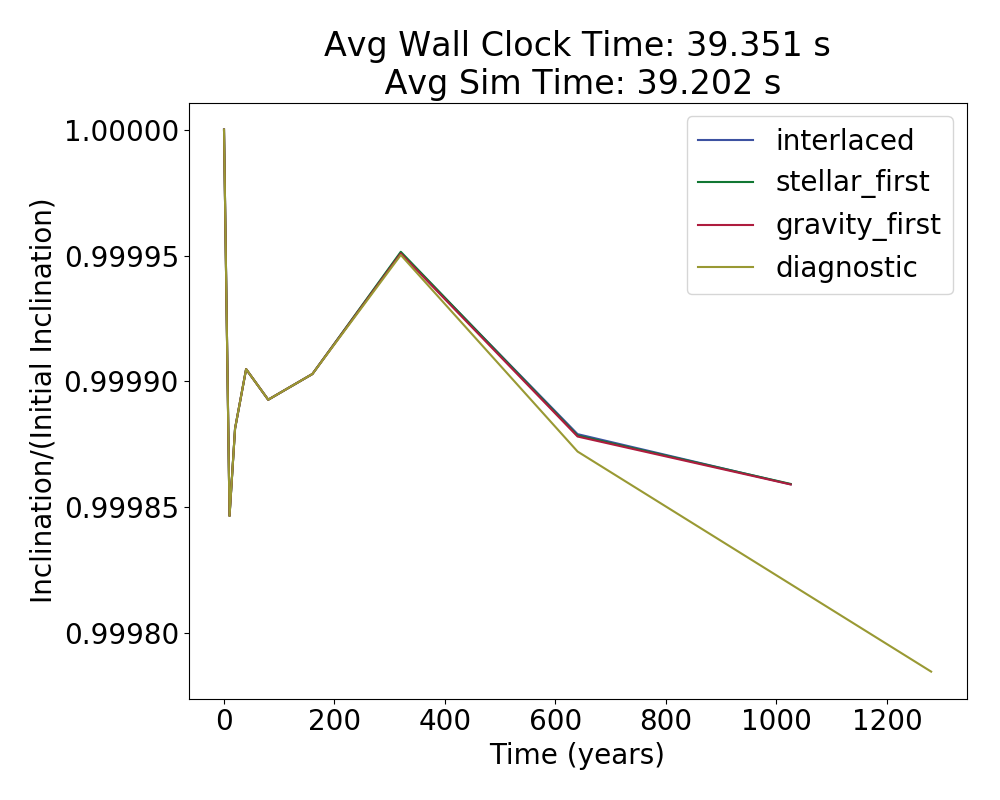 Avg Wall Clock Time: 39.351 s
Avg Sim Time: 39.202 s
Inclination/(Initial Inclination)
1.00000
0.99995
0.99990
0.99985
0.99980
interlaced
stellar_first
gravity_first
diagnostic
0 200 400 600 800 1000 1200
Time (years)